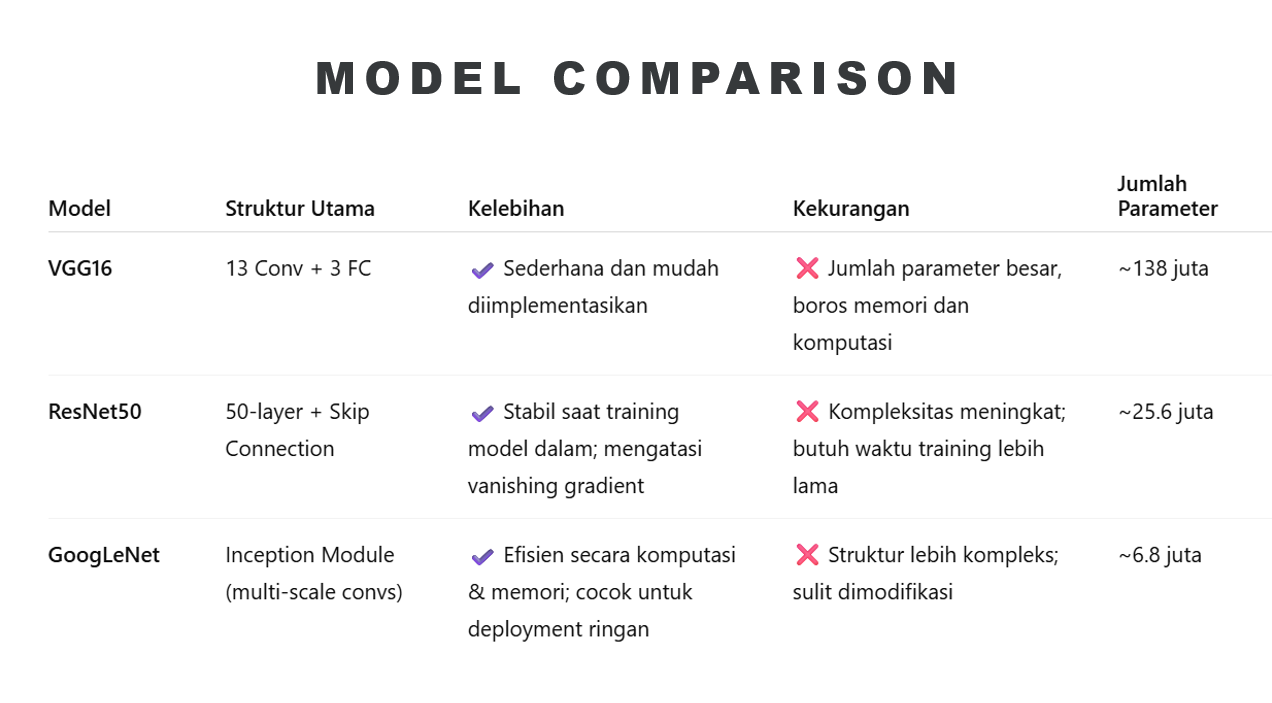 MODEL COMPARISON
Model Struktur Utama Kelebihan Kekurangan Jumlah Parameter
VGG16 13 Conv + 3 FC ✔ Sederhana dan mudah ❌ Jumlah parameter besar, ~138 juta
diimplementasikan boros memori dan
komputasi
ResNet50 50-layer + Skip ✔ Stabil saat training ❌ Kompleksitas meningkat; ~25.6 juta
Connection model dalam; mengatasi butuh waktu training lebih
vanishing gradient lama
GoogLeNet Inception Module ✔ Efisien secara komputasi ❌ Struktur lebih kompleks; ~6.8 juta
(multi-scale convs) & memori; cocok untuk sulit dimodifikasi
deployment ringan